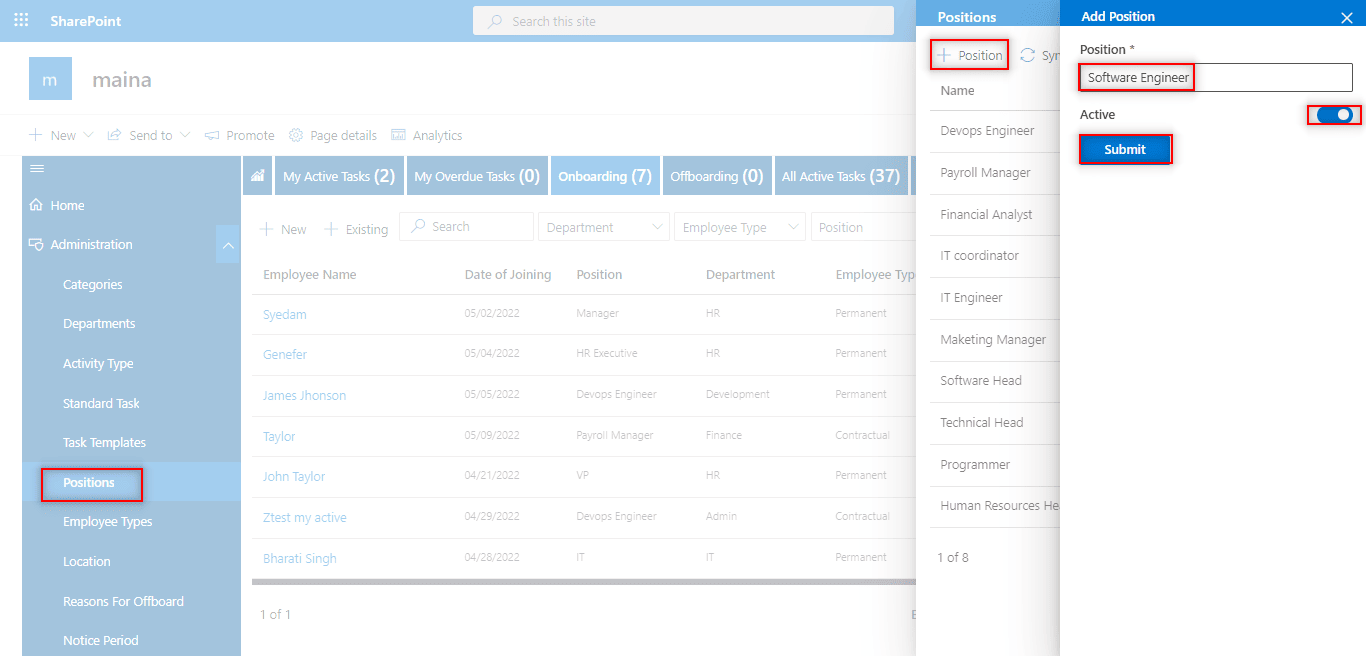 SharePoint
Search this site
m
maina
New
Send to
Promote
Page details
Analytics
Home
Administration
Categories
Departments
Activity Type
Standard Task
Task Templates
Positions
Employee Types
Location
Reasons For Offboard
Notice Period
My Active Tasks (2)
My Overdue Tasks (0)
Onboarding (7)
Offboarding (0)
All Active Tasks (37)
New
Existing
Search
Department
Employee Type
Position
Employee Name Date of Joining Position Department Employee Typ
Syedam 05/02/2022 Manager HR Permanent
Genefer 05/04/2022 HR Executive HR Permanent
James Jhonson 05/05/2022 Devops Engineer Development Permanent
Taylor 05/09/2022 Payroll Manager Finance Contractual
John Taylor 04/21/2022 VP HR Permanent
Ztest my active 04/29/2022 Devops Engineer Admin Contractual
Bharati Singh 04/28/2022 IT IT Permanent
1 of 1
Positions
Position
Syn
Name
Devops Engineer
Payroll Manager
Financial Analyst
IT coordinator
IT Engineer
Maketing Manager
Software Head
Technical Head
Programmer
Human Resources He
1 of 8
Add Position
Position *
Software Engineer
Active
Submit